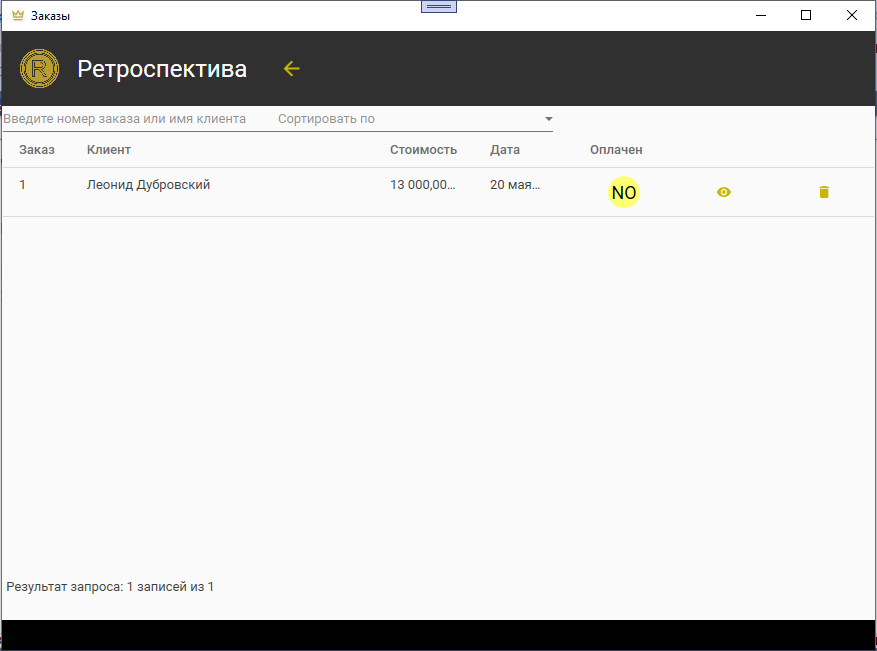 Заказы
R Ретроспектива
Введите номер заказа или имя клиента Сортировать по
Заказ Клиент Стоимость Дата Оплачен
1 Леонид Дубровский 13 000,00... 20 мая... NO
Результат запроса: 1 записей из 1